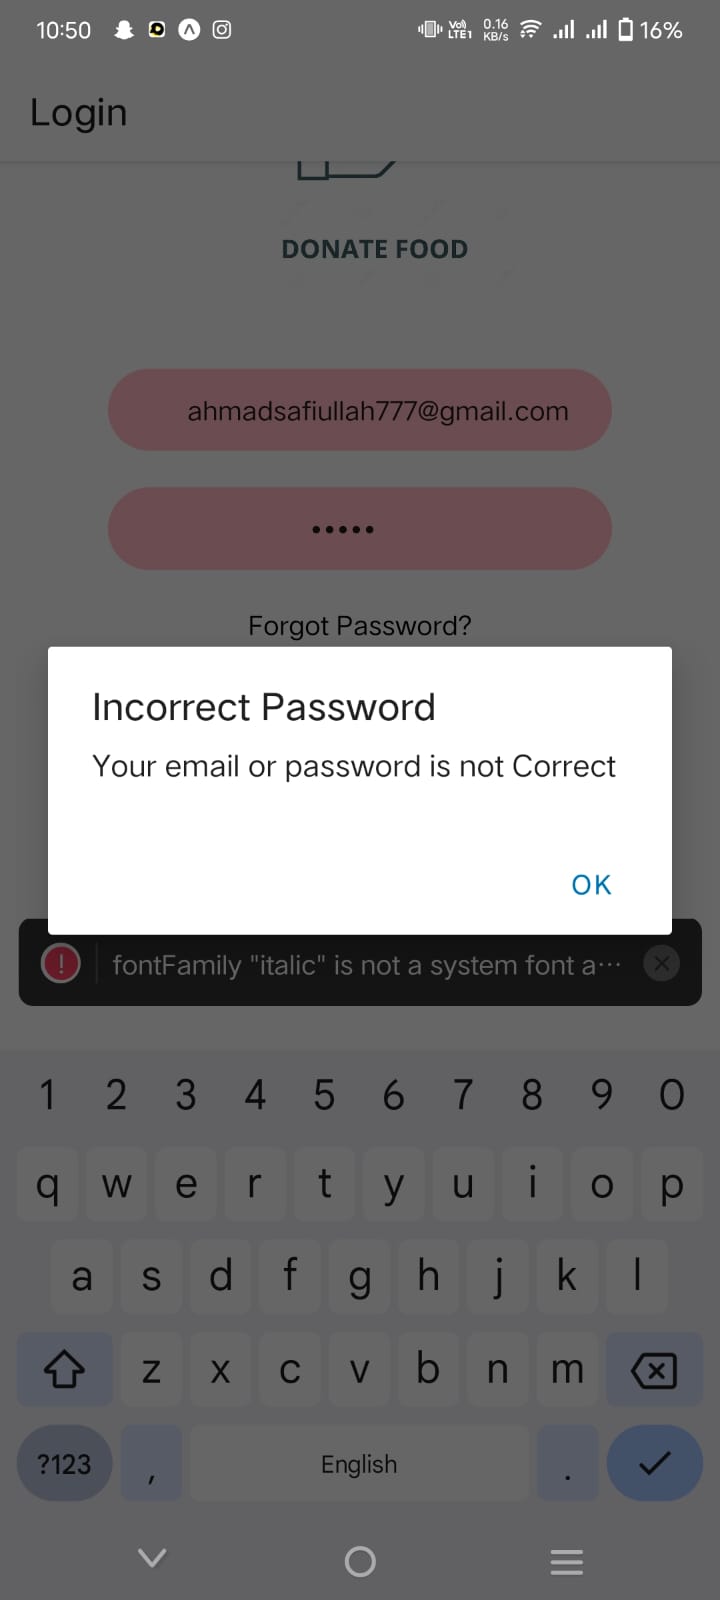 10:50
Vo))
LTE1
0.16
KB/s
16%
Login
DONATE FOOD
ahmadsafiullah777@gmail.com
•••••
Forgot Password?
Incorrect Password
Your email or password is not Correct
OK
! fontFamily "italic" is not a system font a···
1 2 3 4 5 6 7 8 9 0
q w e r t y u i o p
a s d f g h j k l
z x c v b n m
?123 , English .